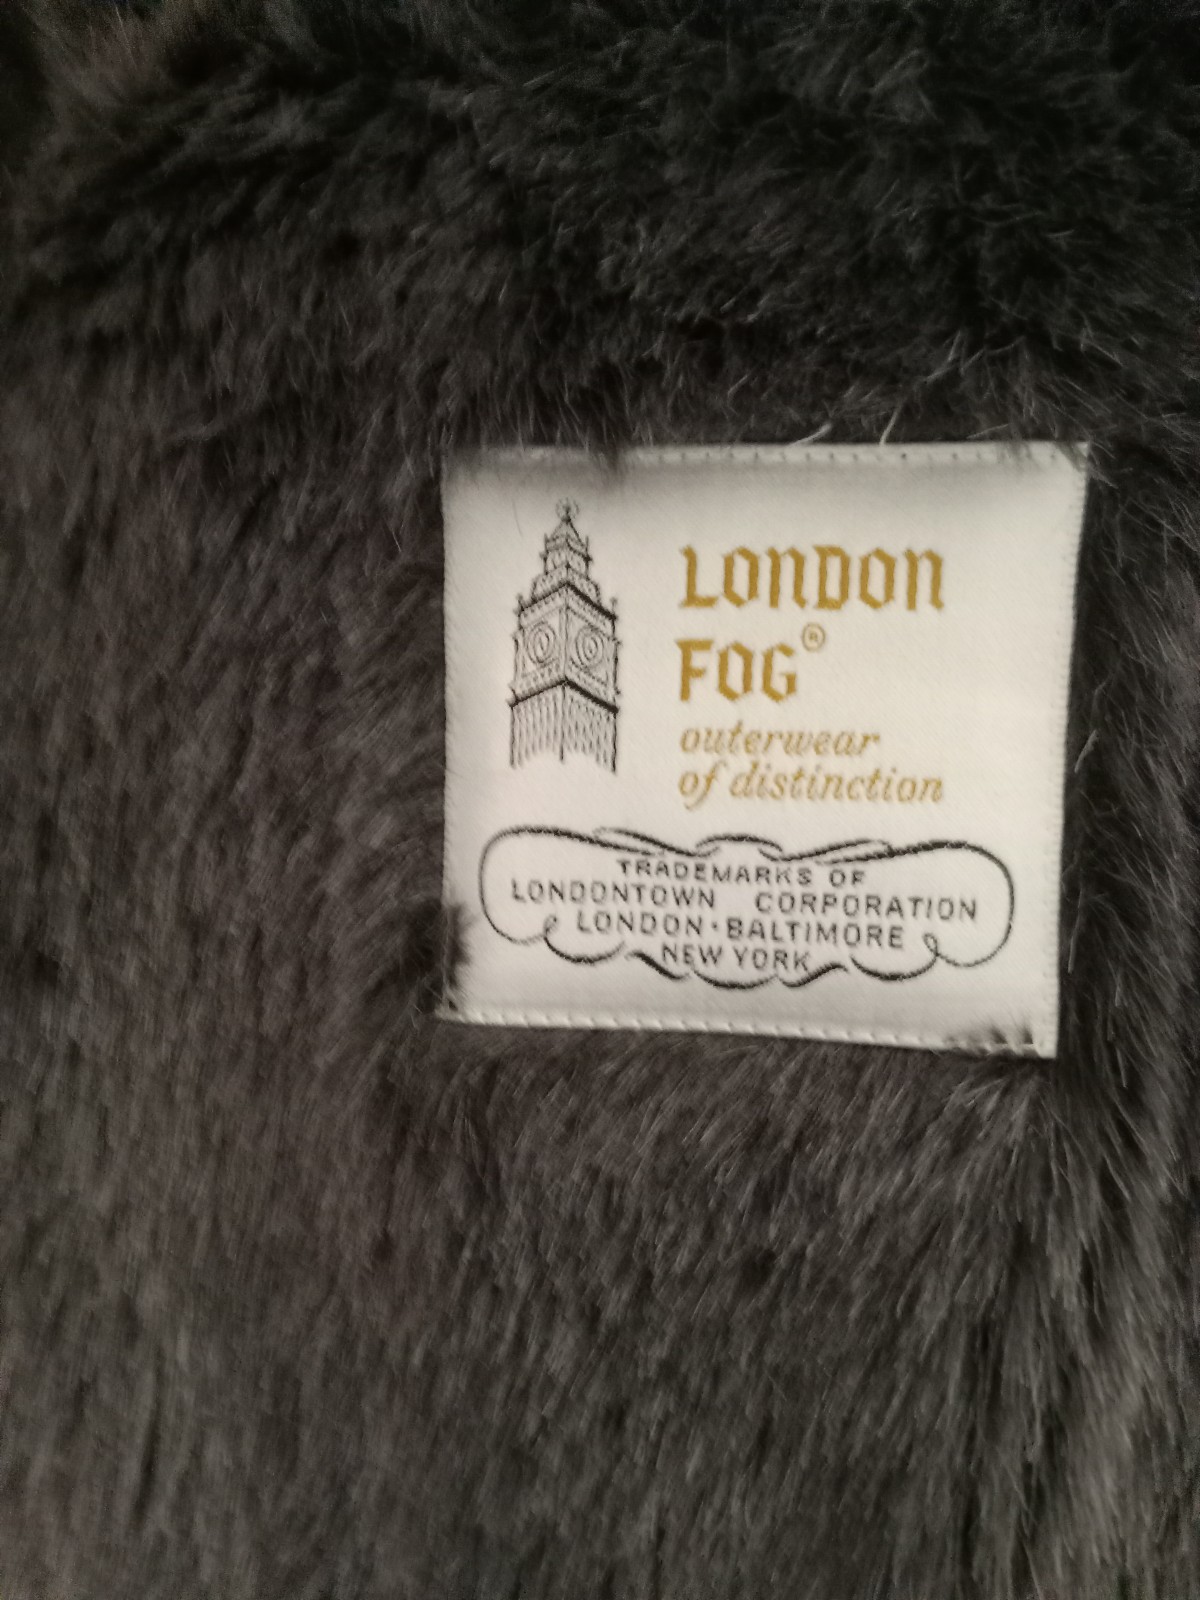 LONDON
FOG®
outerwear
of distinction
TRADEMARKS OF
LONDONTOWN CORPORATION
LONDON · BALTIMORE
NEW YORK